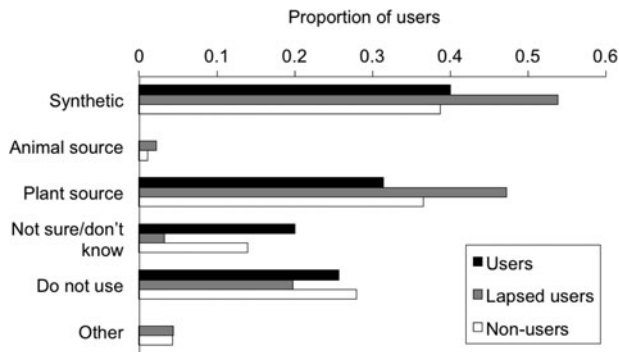 Proportion of users
0 0.1 0.2 0.3 0.4 0.5 0.6
Synthetic
Animal source
Plant source
Not sure/don't
know
Do not use
Other
Users
Lapsed users
Non-users